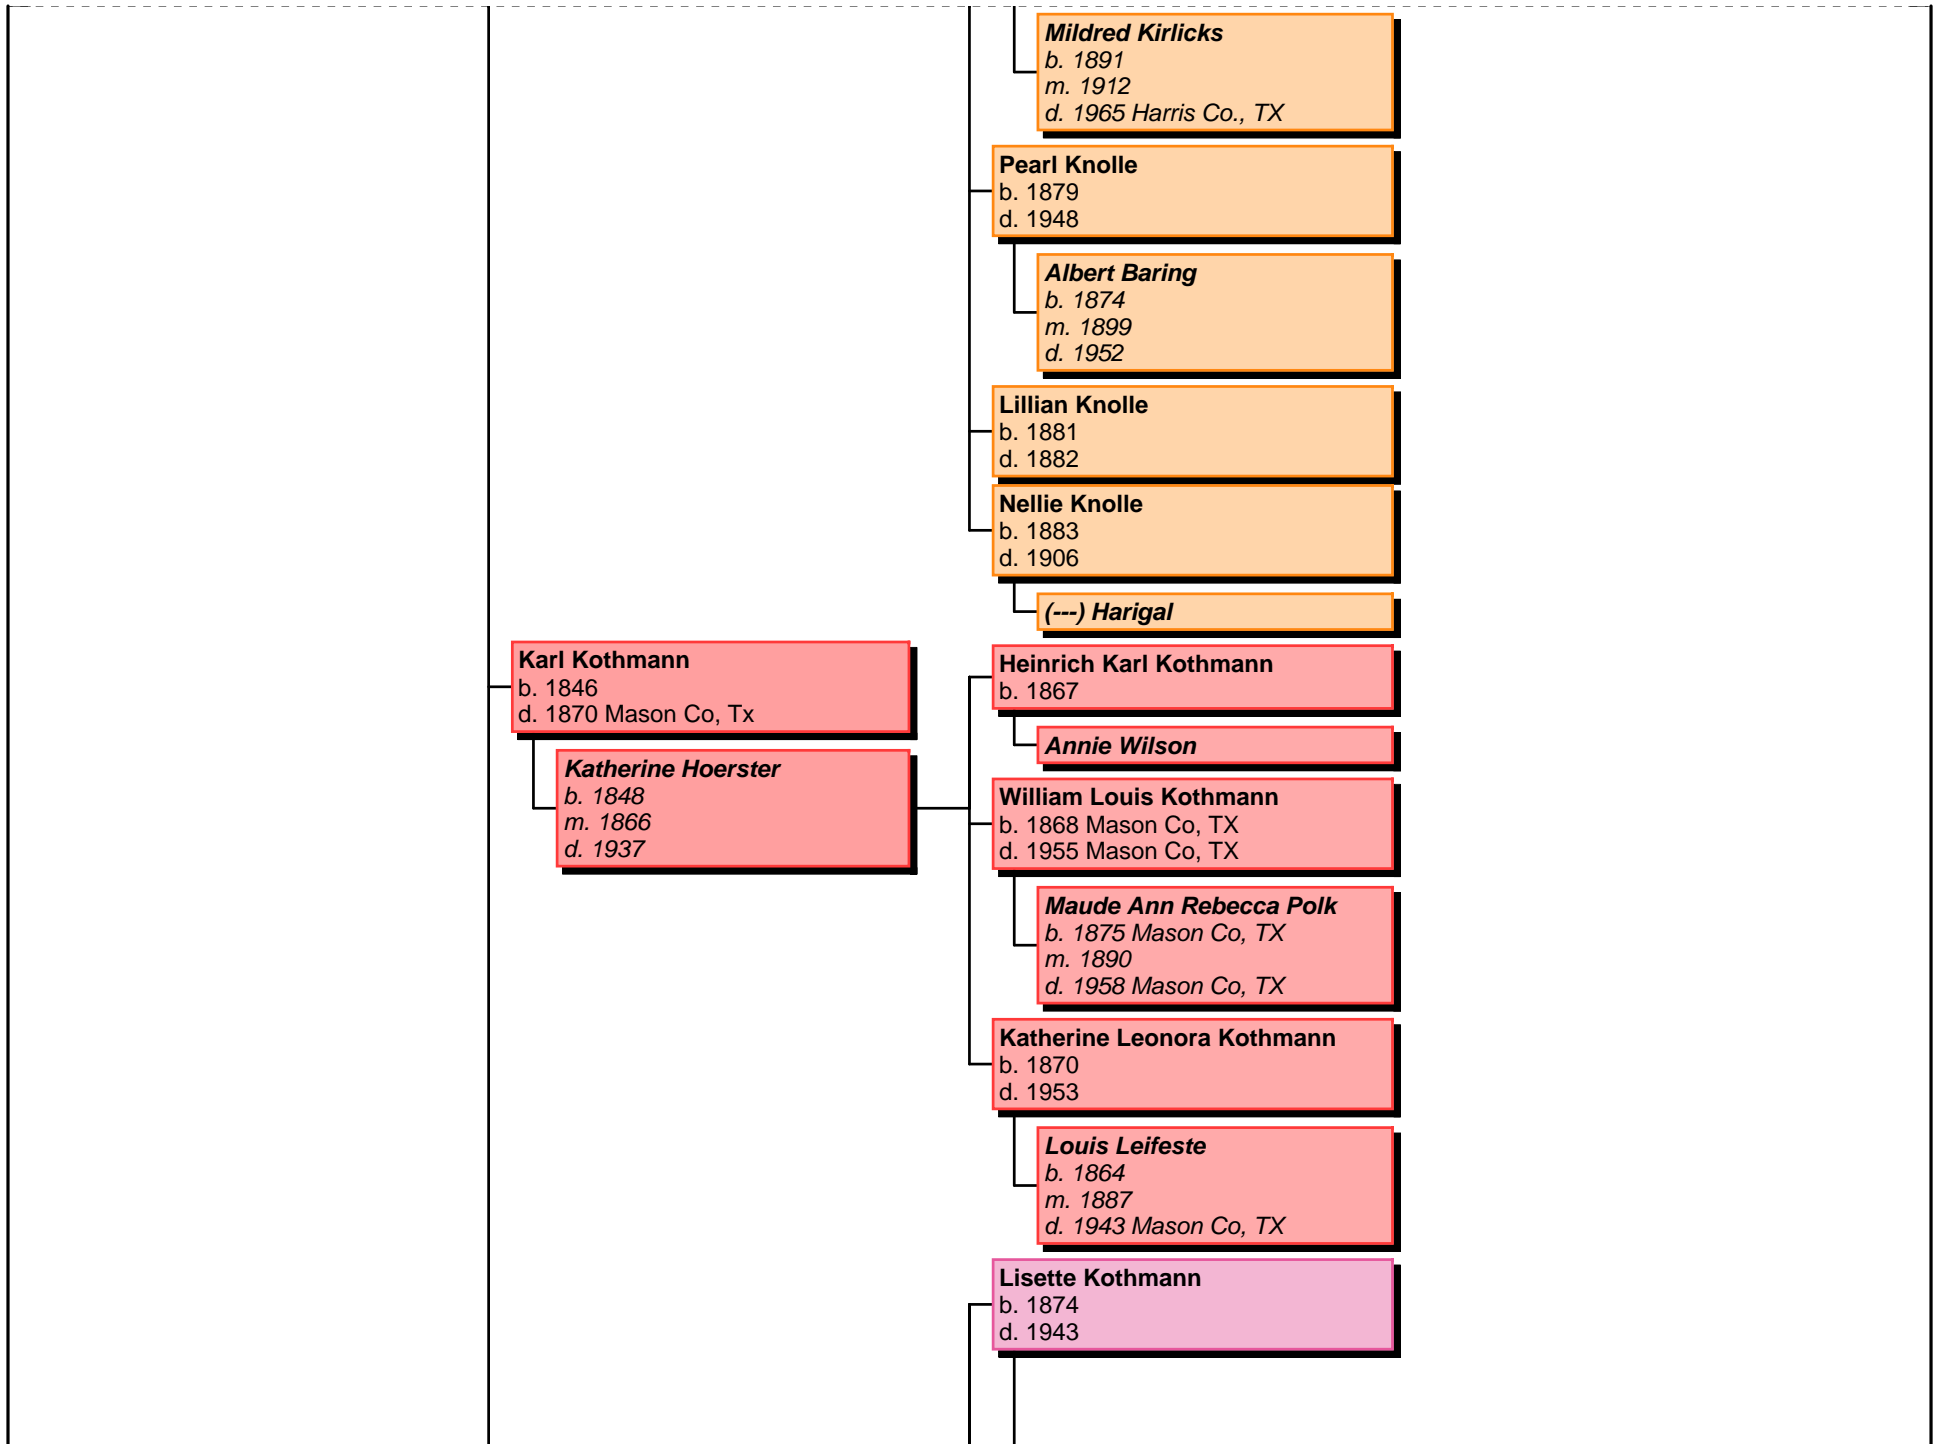 Mildred Kirlicks
b. 1891
m. 1912
d. 1965 Harris Co., TX
Pearl Knolle
b. 1879
d. 1948
Albert Baring
b. 1874
m. 1899
d. 1952
Lillian Knolle
b. 1881
d. 1882
Nellie Knolle
b. 1883
d. 1906
(---) Harigal
Karl Kothmann
b. 1846
d. 1870 Mason Co, Tx
Katherine Hoerster
b. 1848
m. 1866
d. 1937
Heinrich Karl Kothmann
b. 1867
Annie Wilson
William Louis Kothmann
b. 1868 Mason Co, TX
d. 1955 Mason Co, TX
Maude Ann Rebecca Polk
b. 1875 Mason Co, TX
m. 1890
d. 1958 Mason Co, TX
Katherine Leonora Kothmann
b. 1870
d. 1953
Louis Leifeste
b. 1864
m. 1887
d. 1943 Mason Co, TX
Lisette Kothmann
b. 1874
d. 1943